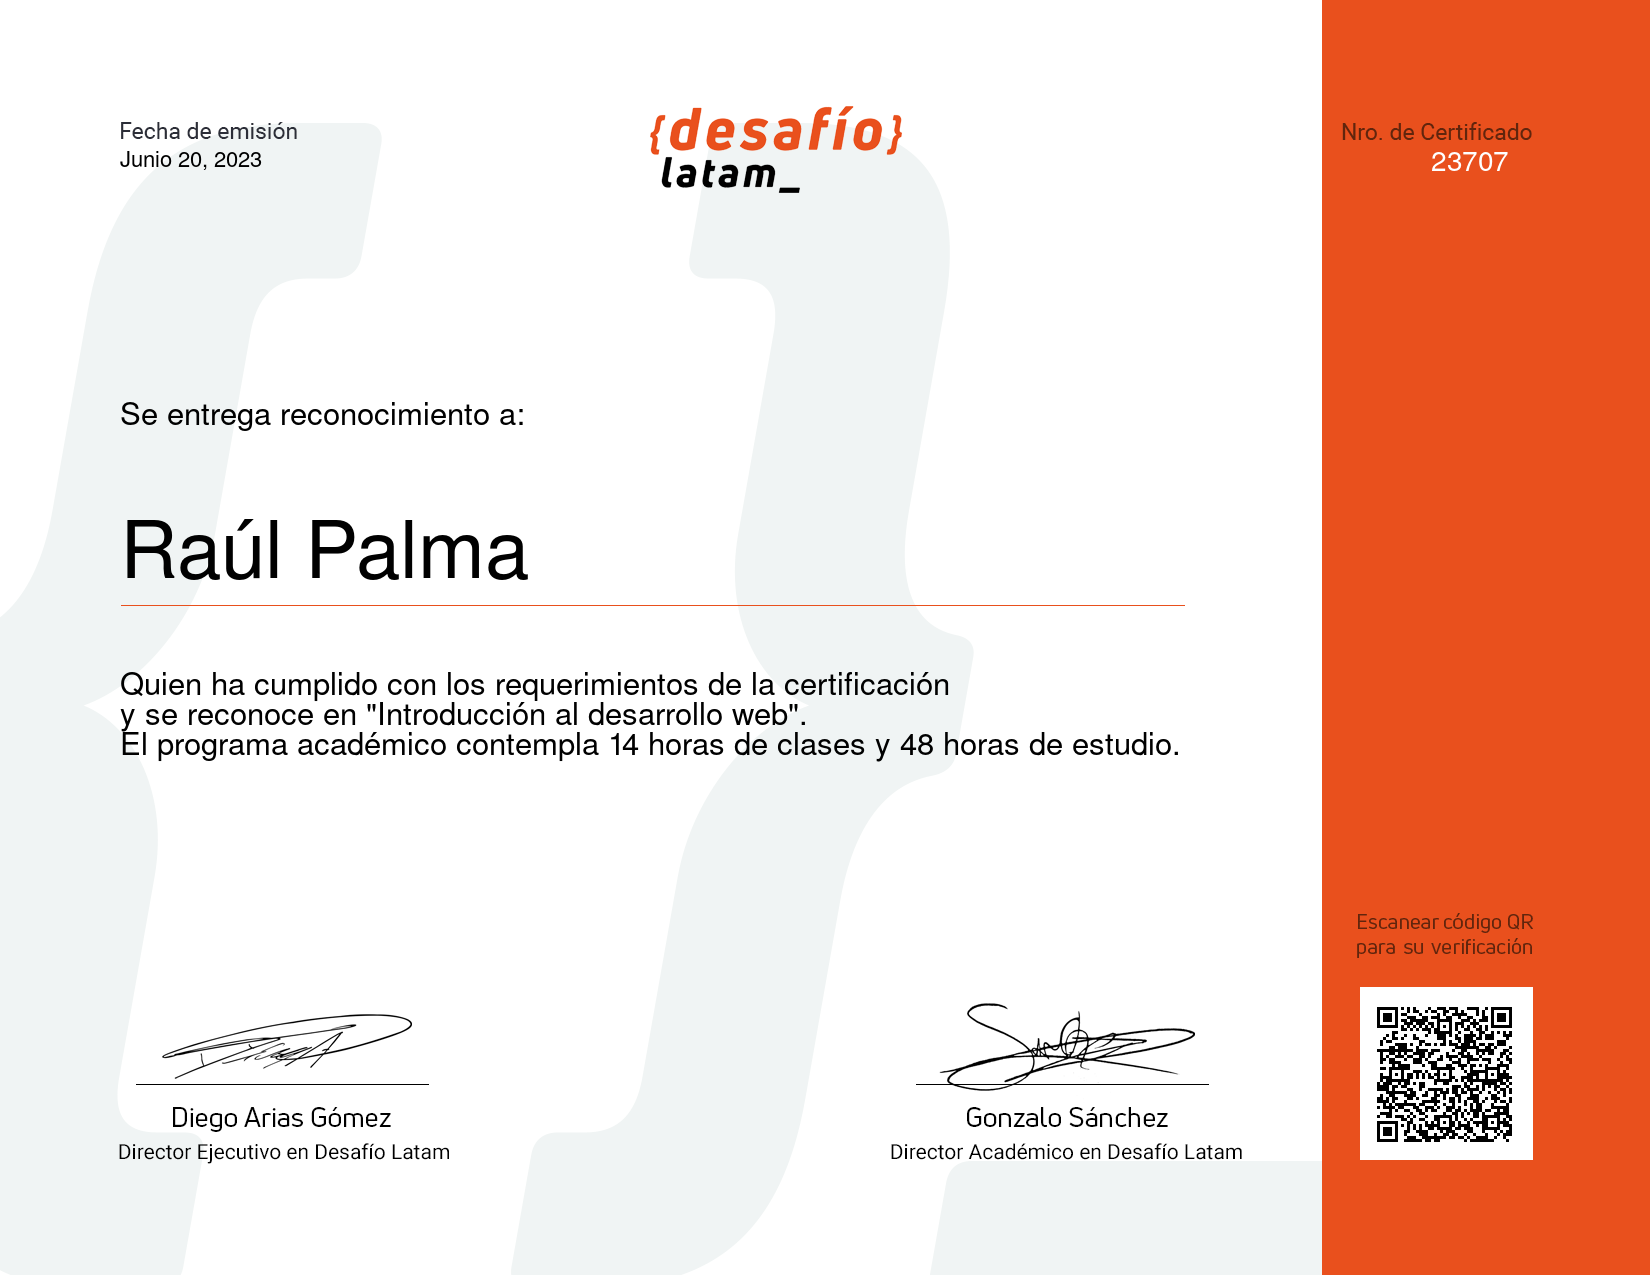 Fecha de emisión
Junio 20, 2023
{desafío}
latam_
Nro. de Certificado
23707
Se entrega reconocimiento a:
Raúl Palma
Quien ha cumplido con los requerimientos de la certificación
y se reconoce en "Introducción al desarrollo web".
El programa académico contempla 14 horas de clases y 48 horas de estudio.
Escanear código QR
para su verificación
Diego Arias Gómez
Director Ejecutivo en Desafío Latam
Gonzalo Sánchez
Director Académico en Desafío Latam